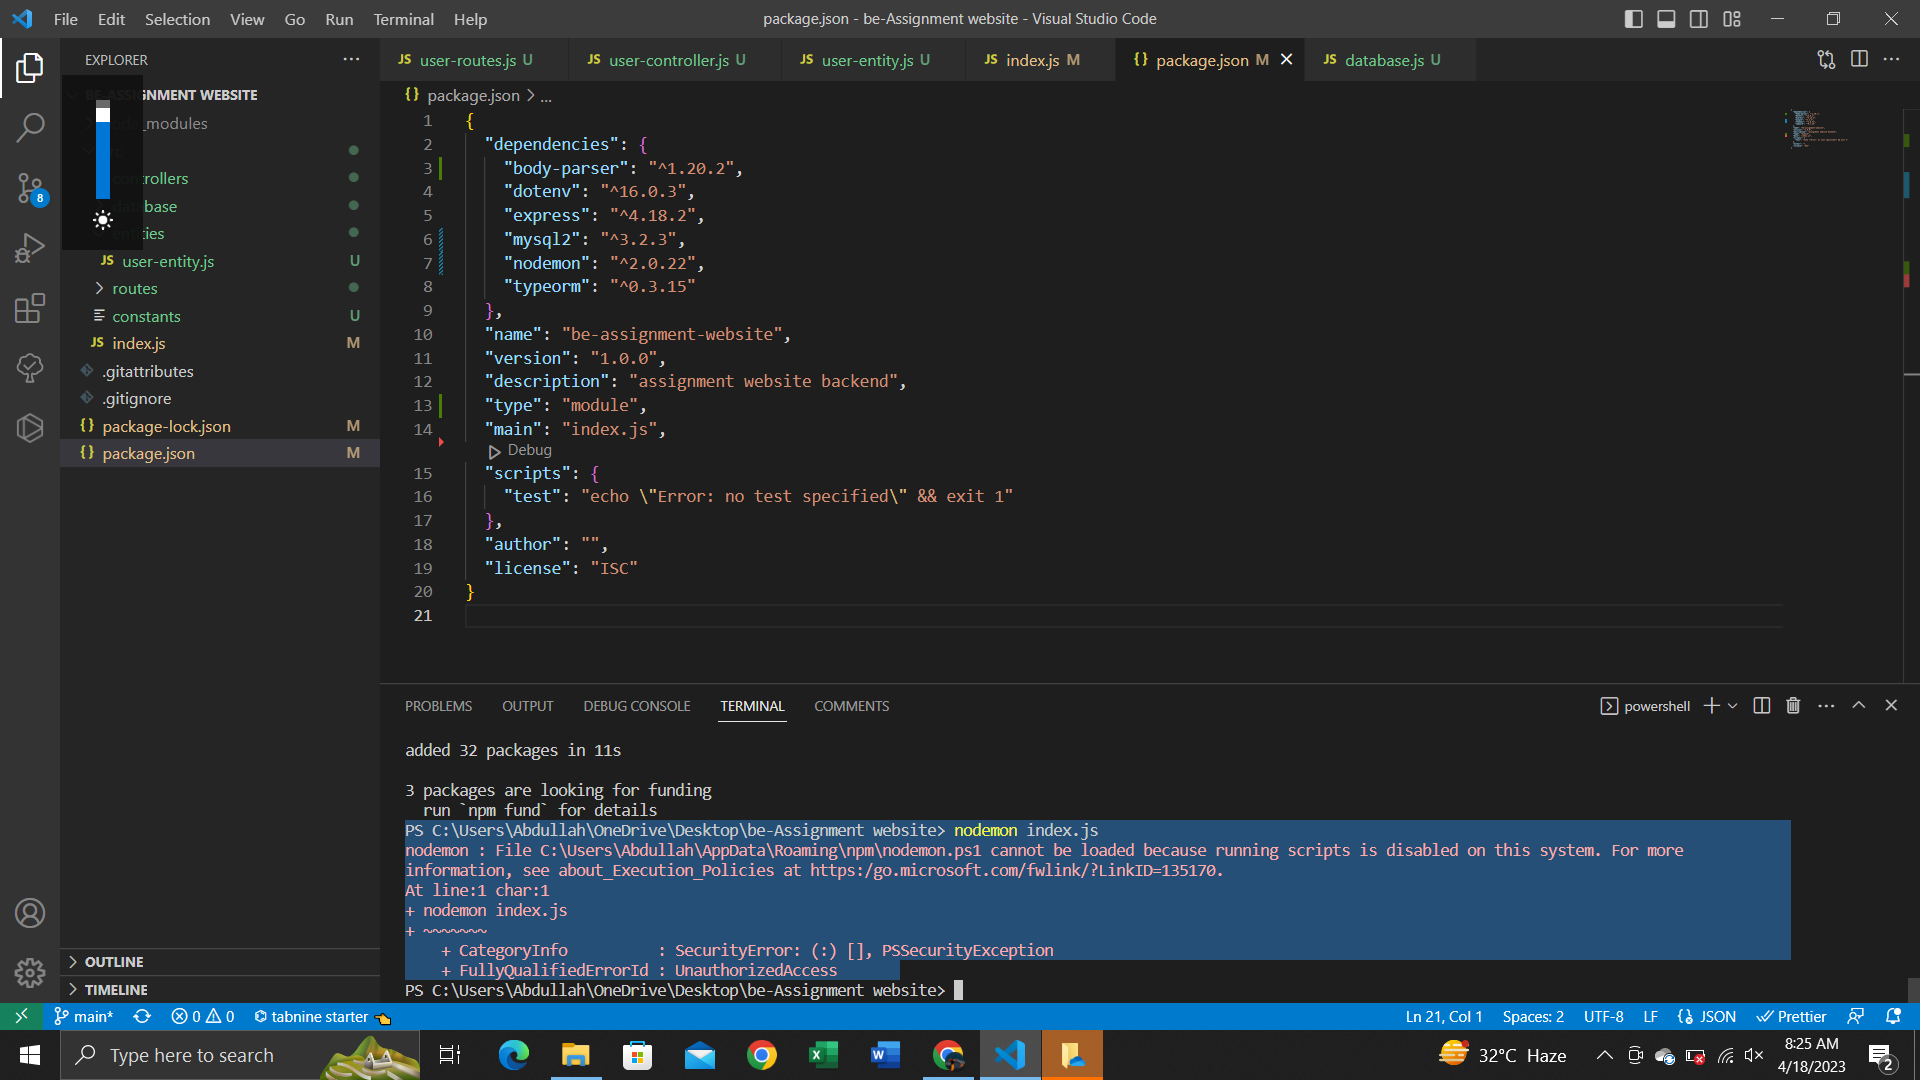 File Edit Selection View Go Run Terminal Help
package.json - be-Assignment website - Visual Studio Code
EXPLORER
BE-ASSIGNMENT WEBSITE
_modules
controllers
database
entities
JS user-entity.js U
routes
constants U
JS index.js M
.gitattributes
.gitignore
{} package-lock.json M
{} package.json M
OUTLINE
TIMELINE
8
JS user-routes.js U
JS user-controller.js U
JS user-entity.js U
JS index.js M
{} package.json M
JS database.js U
{} package.json > ...
1 {
2 "dependencies": {
3 "body-parser": "^1.20.2",
4 "dotenv": "^16.0.3",
5 "express": "^4.18.2",
6 "mysql2": "^3.2.3",
7 "nodemon": "^2.0.22",
8 "typeorm": "^0.3.15"
9 },
10 "name": "be-assignment-website",
11 "version": "1.0.0",
12 "description": "assignment website backend",
13 "type": "module",
14 "main": "index.js",
Debug
15 "scripts": {
16 "test": "echo \"Error: no test specified\" && exit 1"
17 },
18 "author": "",
19 "license": "ISC"
20 }
21
PROBLEMS OUTPUT DEBUG CONSOLE TERMINAL COMMENTS
powershell
added 32 packages in 11s
3 packages are looking for funding
run `npm fund` for details
PS C:\Users\Abdullah\OneDrive\Desktop\be-Assignment website> nodemon index.js
nodemon : File C:\Users\Abdullah\AppData\Roaming\npm\nodemon.ps1 cannot be loaded because running scripts is disabled on this system. For more
information, see about_Execution_Policies at https:/go.microsoft.com/fwlink/?LinkID=135170.
At line:1 char:1
+ nodemon index.js
+ ~~~~~~~
+ CategoryInfo : SecurityError: (:) [], PSSecurityException
+ FullyQualifiedErrorId : UnauthorizedAccess
PS C:\Users\Abdullah\OneDrive\Desktop\be-Assignment website>
main* 0 0 tabnine starter
Ln 21, Col 1 Spaces: 2 UTF-8 LF {} JSON Prettier
Type here to search
32°C Haze
8:25 AM
4/18/2023
2